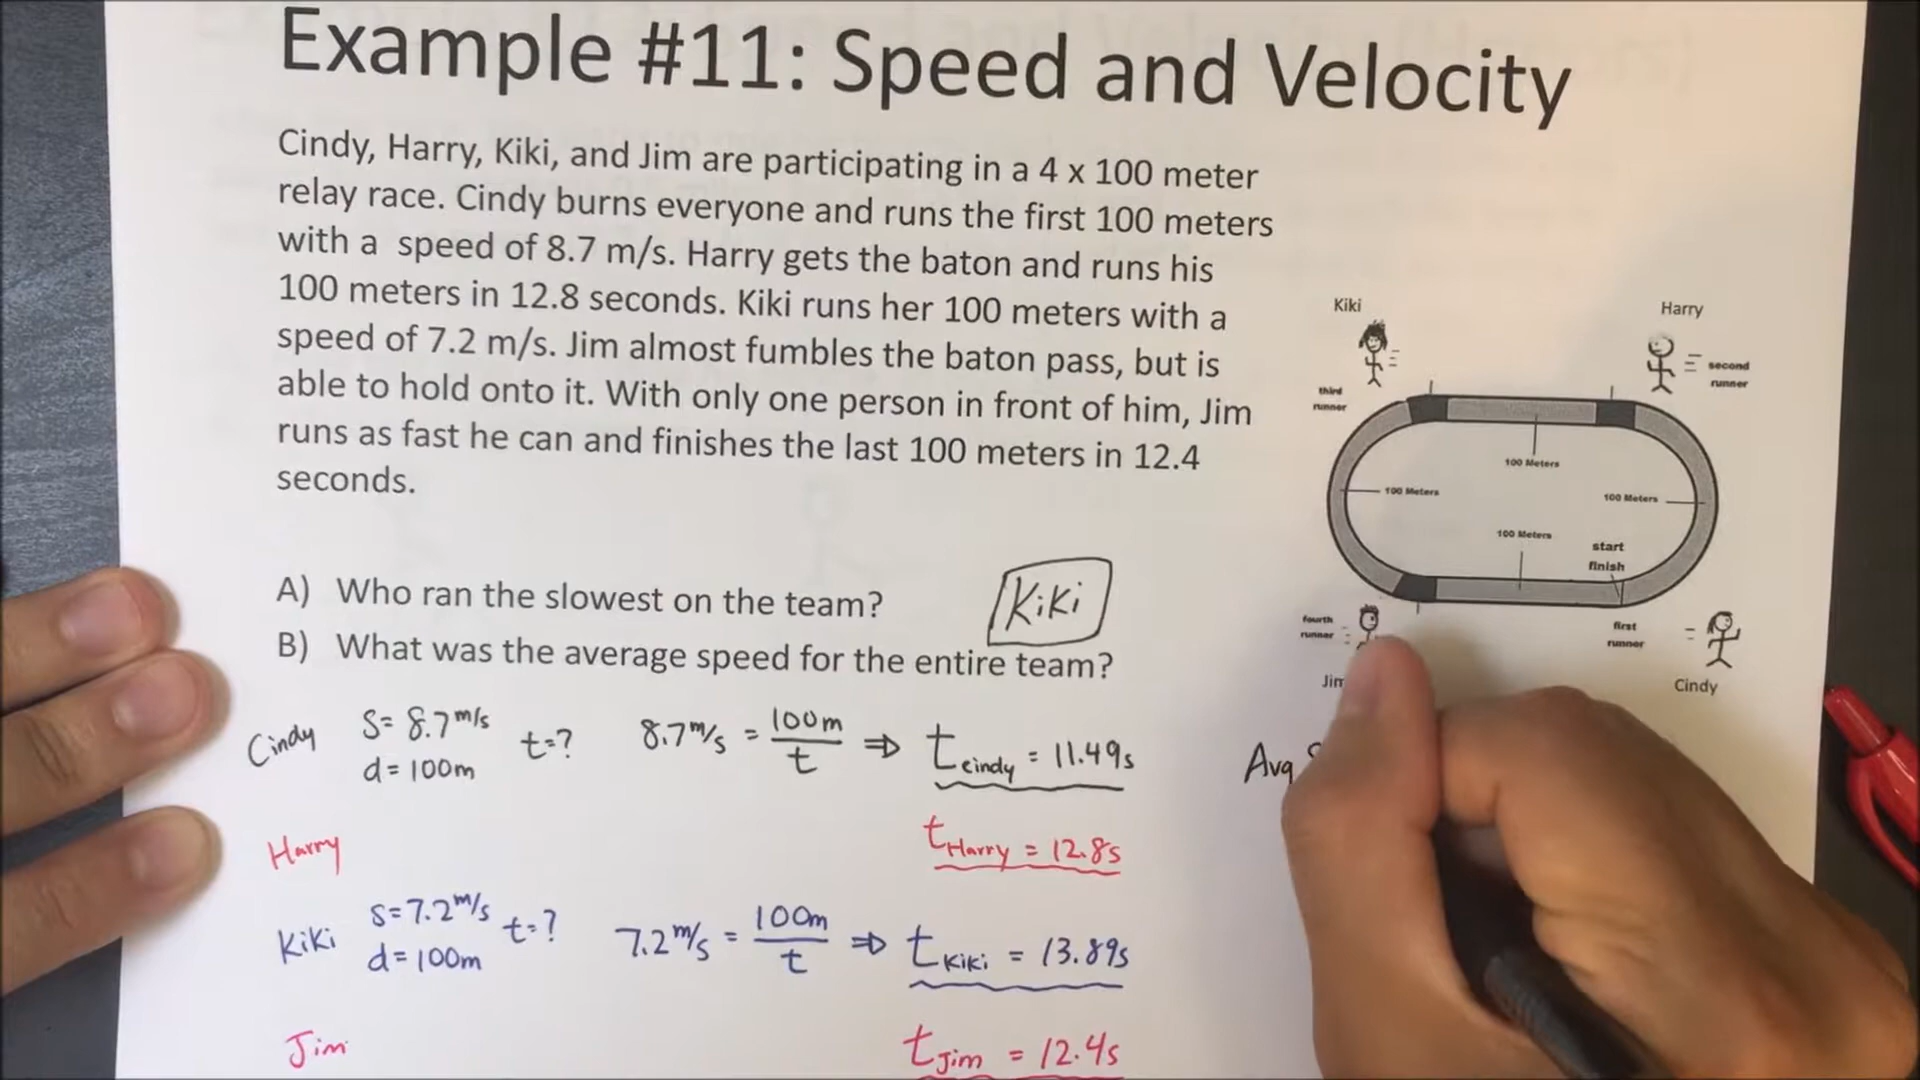 Example #11: Speed and Velocity
Cindy, Harry, Kiki, and Jim are participating in a 4 x 100 meter
relay race. Cindy burns everyone and runs the first 100 meters
with a speed of 8.7 m/s. Harry gets the baton and runs his
100 meters in 12.8 seconds. Kiki runs her 100 meters with a
speed of 7.2 m/s. Jim almost fumbles the baton pass, but is
able to hold onto it. With only one person in front of him, Jim
runs as fast he can and finishes the last 100 meters in 12.4
seconds.
Kiki
Harry
third
runner
second
runner
100 Meters
100 Meters
100 Meters
100 Meters
start
finish
fourth
runner
first
runner
Cindy
A) Who ran the slowest on the team? KiKi
B) What was the average speed for the entire team?
Cindy S= 8.7 m/s t=? 8.7 m/s = 100m/t ⇒ t cindy = 11.49s
d = 100m
Avg
Harry t Harry = 12.8s
KiKi S=7.2 m/s t=? 7.2 m/s = 100m/t ⇒ t KiKi = 13.89s
d=100m
Jim t Jim = 12.4s